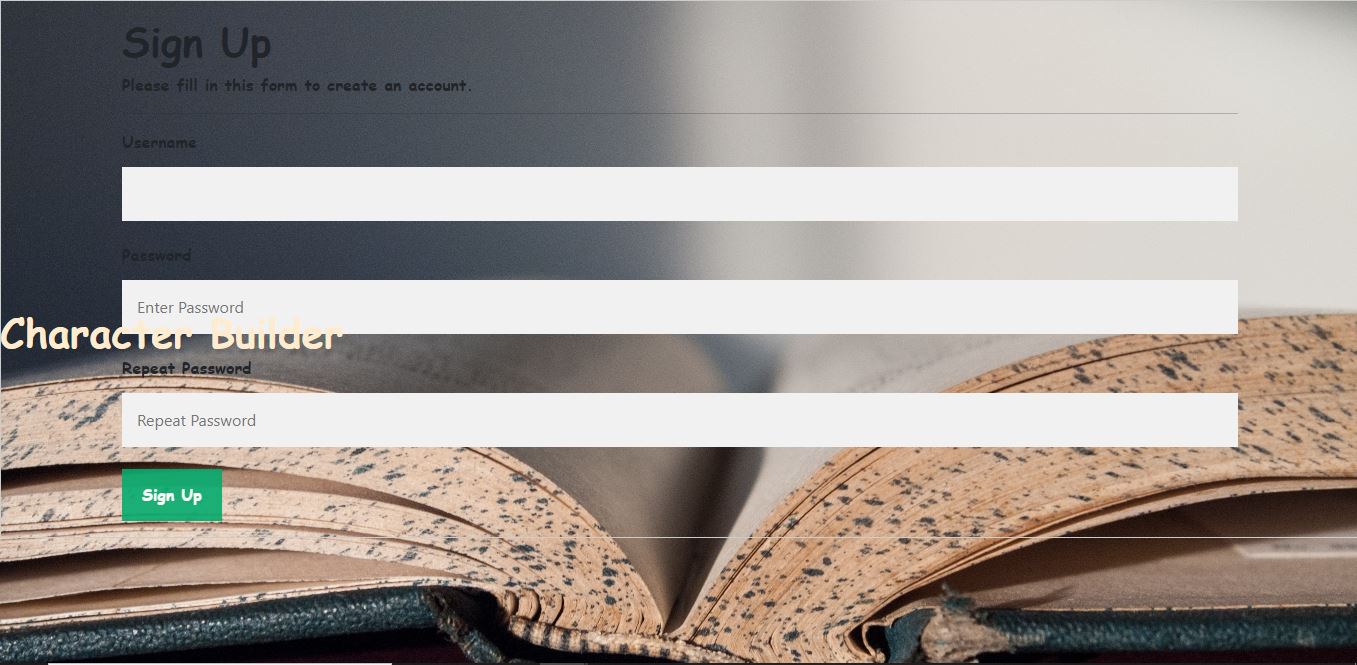 Sign Up
Please fill in this form to create an account.
Username
Password
Enter Password
Character Builder
Repeat Password
Repeat Password
Sign Up